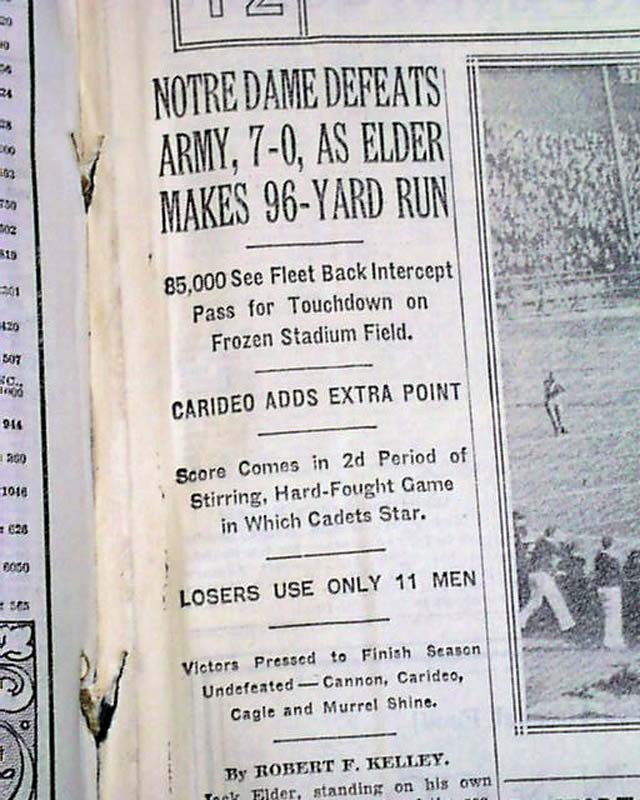 12
NOTRE DAME DEFEATS
ARMY, 7-0, AS ELDER
MAKES 96-YARD RUN
85,000 See Fleet Back Intercept
Pass for Touchdown on
Frozen Stadium Field.
CARIDEO ADDS EXTRA POINT
Score Comes in 2d Period of
Stirring, Hard-Fought Game
in Which Cadets Star.
LOSERS USE ONLY 11 MEN
Victors Pressed to Finish Season
Undefeated—Cannon, Carideo,
Cagle and Murrel Shine.
By ROBERT F. KELLEY.
Jack Elder, standing on his own